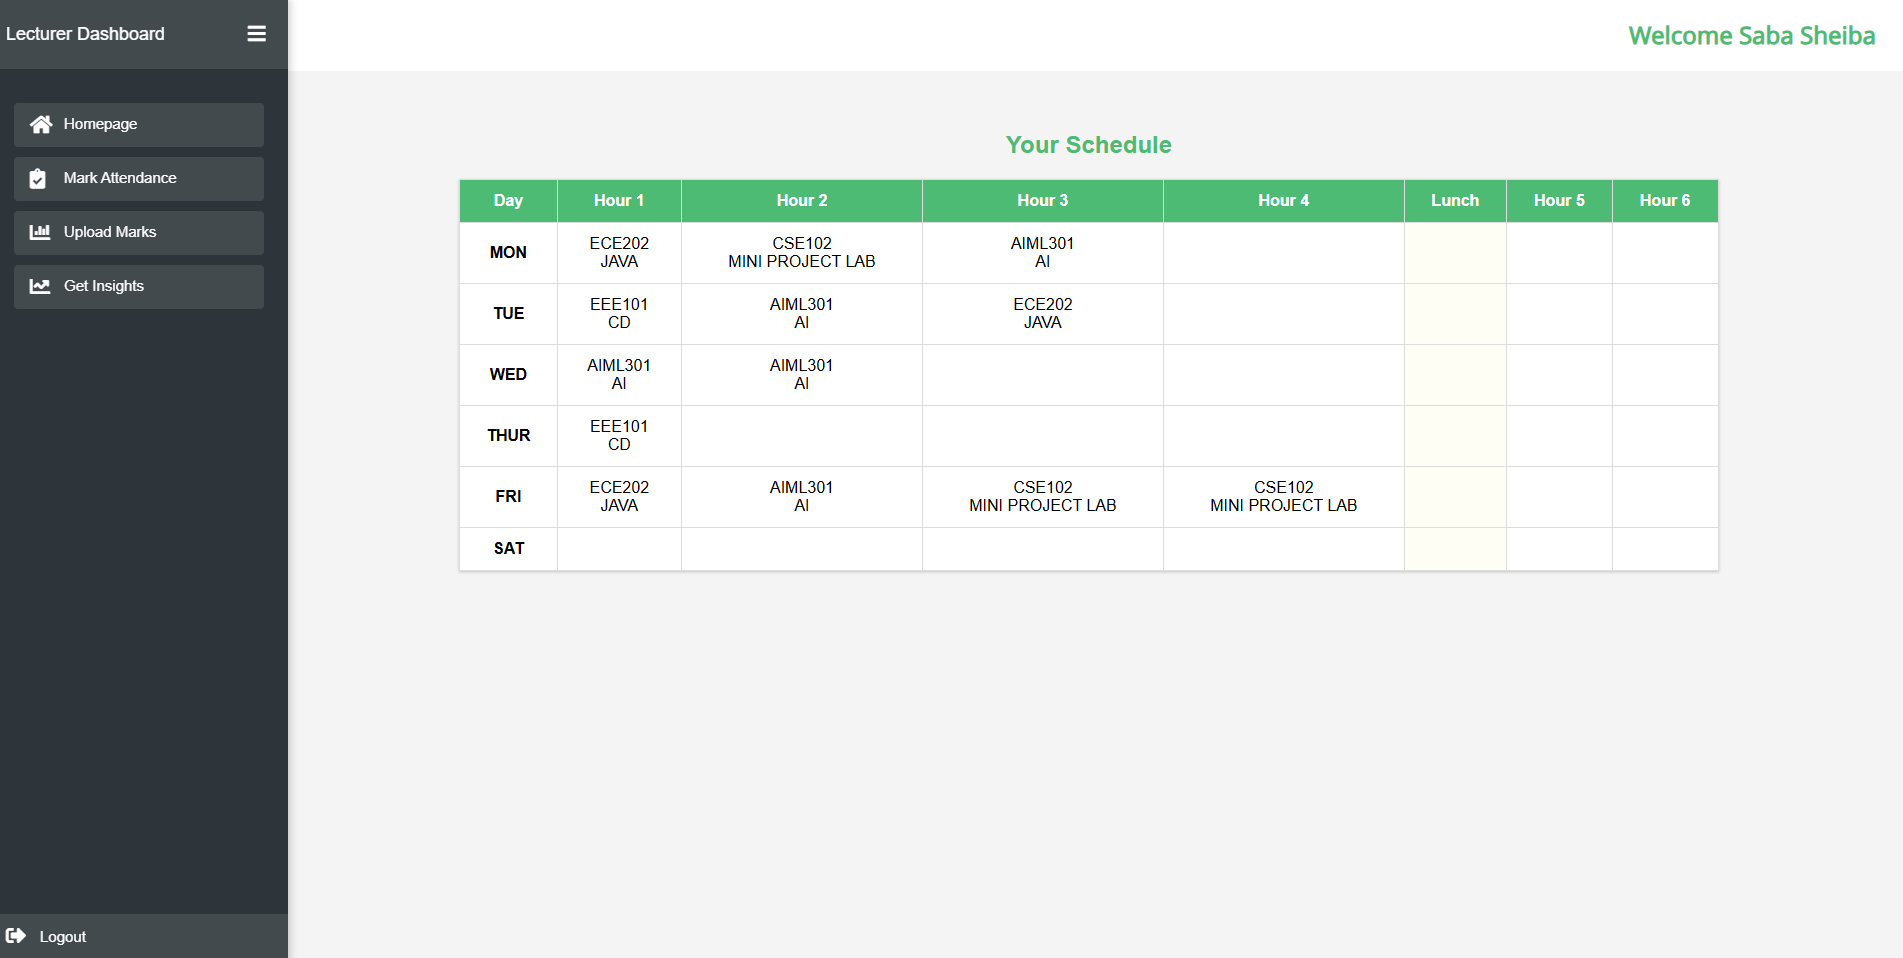 Lecturer Dashboard
Welcome Saba Sheiba
Homepage
Mark Attendance
Upload Marks
Get Insights
Logout
Your Schedule
Day Hour 1 Hour 2 Hour 3 Hour 4 Lunch Hour 5 Hour 6
MON ECE202 CSE102 AIML301
JAVA MINI PROJECT LAB AI
TUE EEE101 AIML301 ECE202
CD AI JAVA
WED AIML301 AIML301
AI AI
THUR EEE101
CD
FRI ECE202 AIML301 CSE102 CSE102
JAVA AI MINI PROJECT LAB MINI PROJECT LAB
SAT